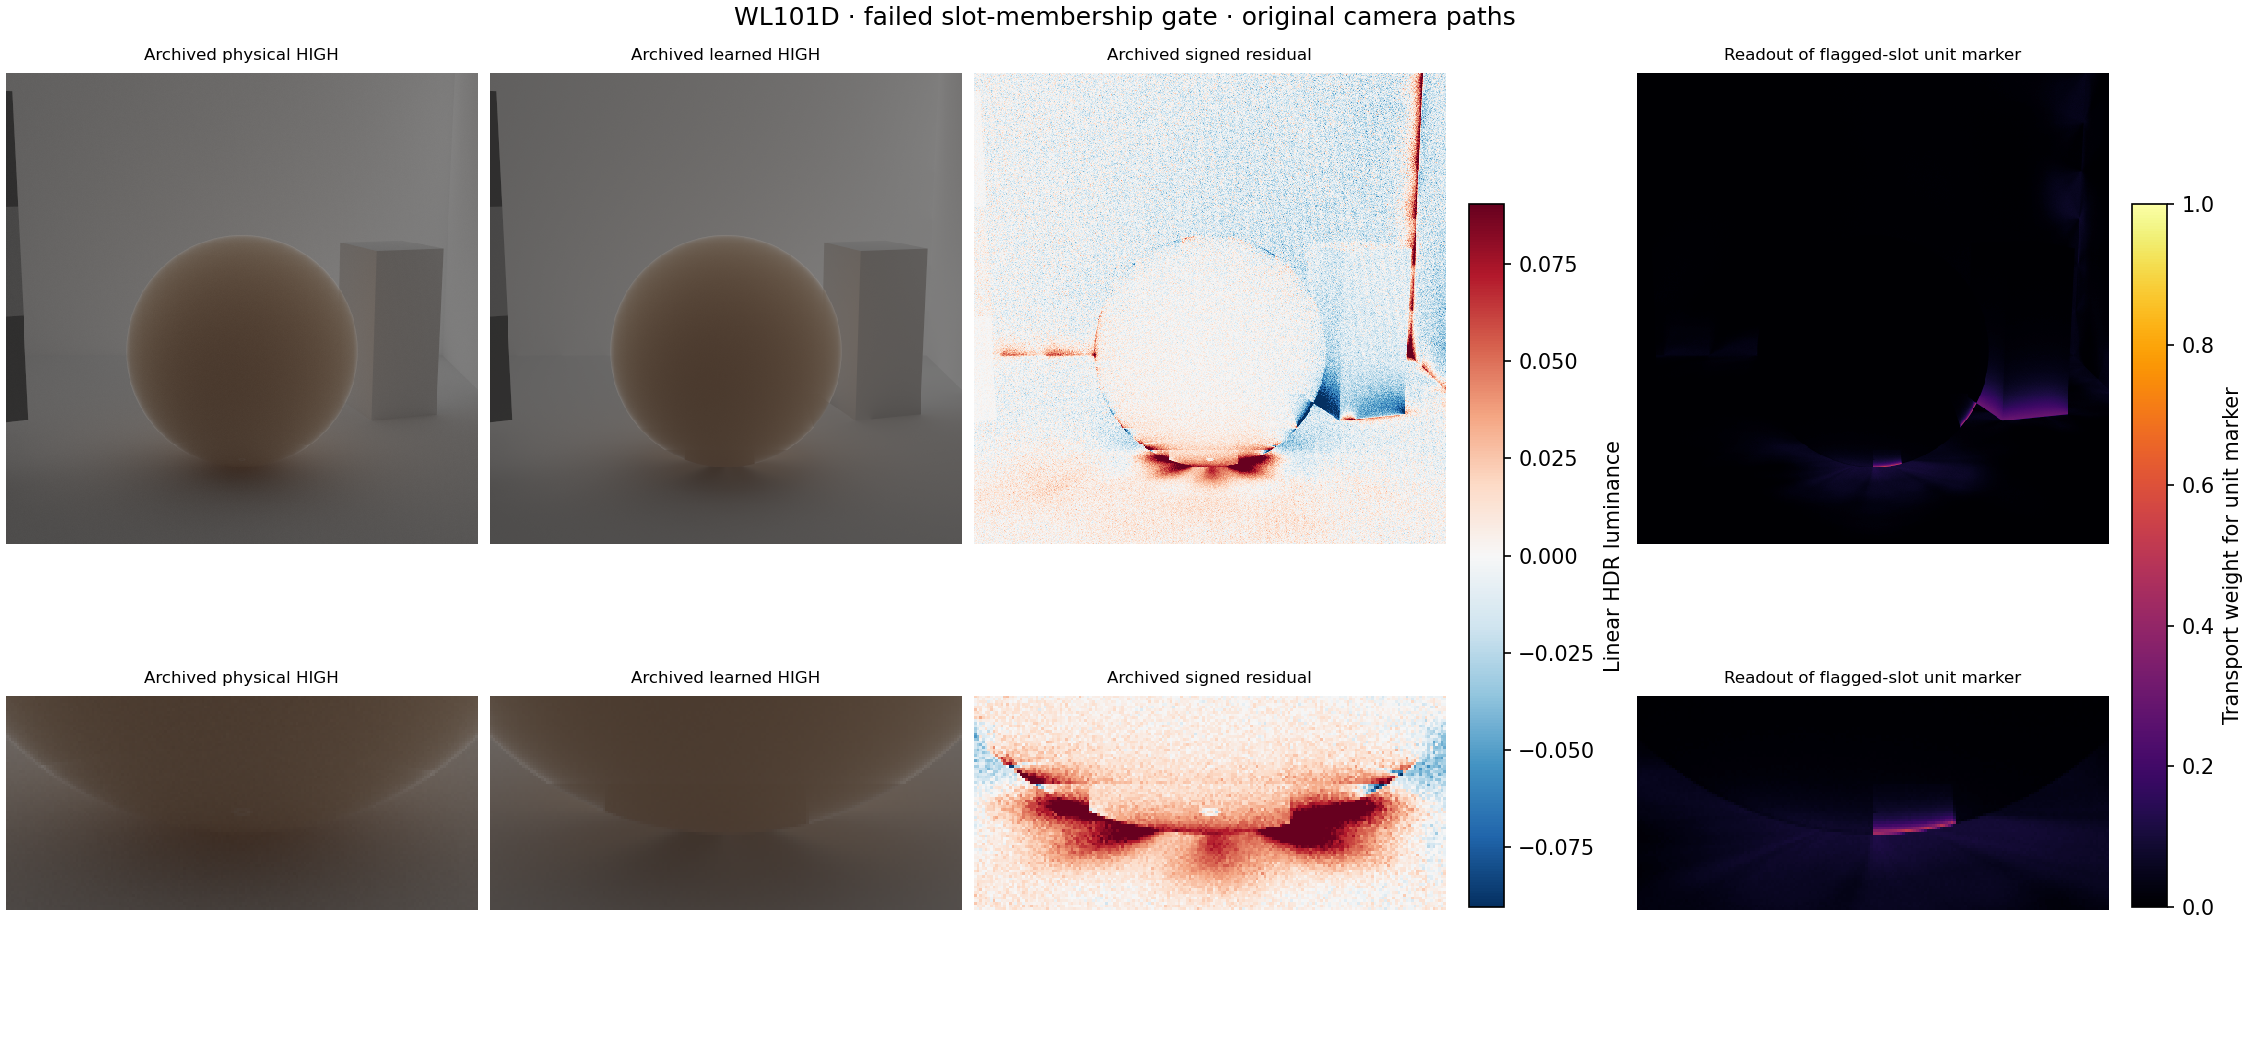 WL101D · failed slot-membership gate · original camera paths
Archived physical HIGH
Archived learned HIGH
Archived signed residual
Readout of flagged-slot unit marker
0.075
0.050
0.025
0.000
−0.025
−0.050
−0.075
Linear HDR luminance
1.0
0.8
0.6
0.4
0.2
0.0
Transport weight for unit marker
Archived physical HIGH
Archived learned HIGH
Archived signed residual
Readout of flagged-slot unit marker